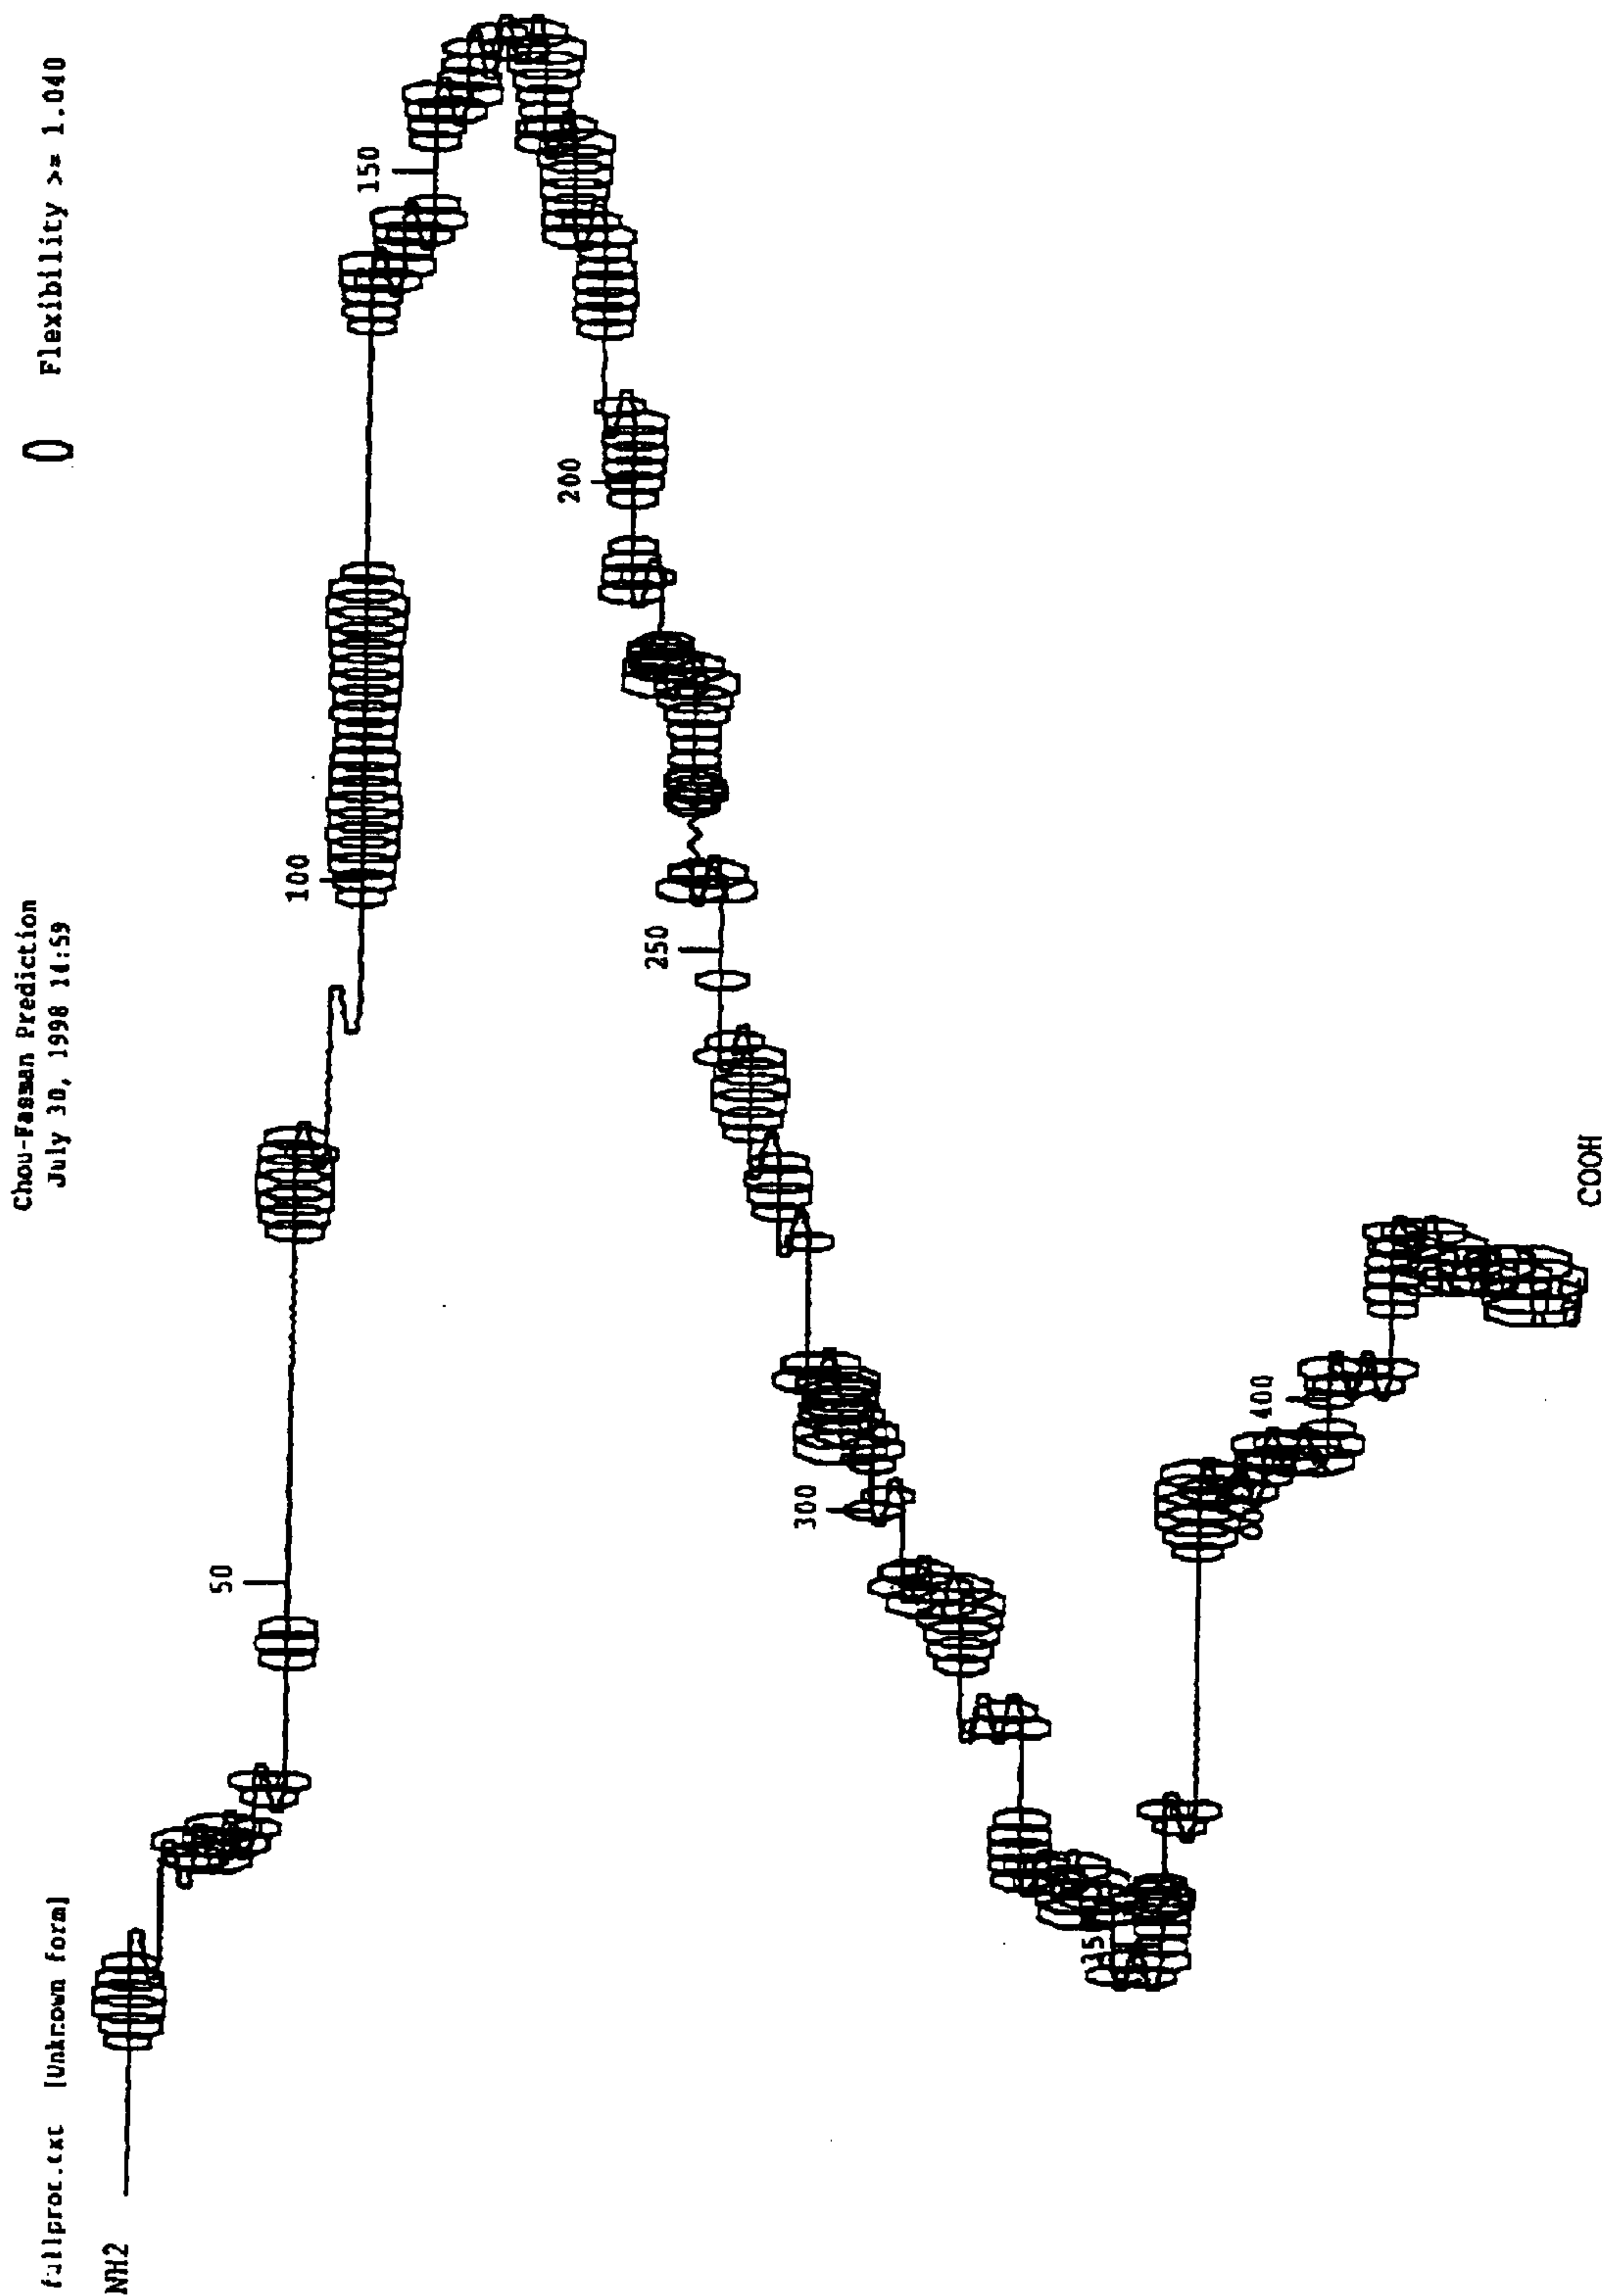 Chou-Fasman Prediction
July 30, 1998 14:59
[Unknown form]
Flexibility >= 1.040
NH2
50
100
150
200
250
300
35
400
COOH